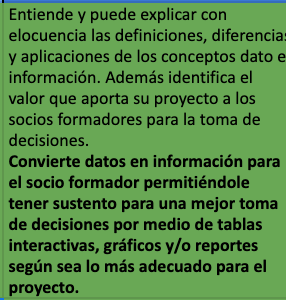 Entiende y puede explicar con
elocuencia las definiciones, diferencias
y aplicaciones de los conceptos dato e
información. Además identifica el
valor que aporta su proyecto a los
socios formadores para la toma de
decisiones.
Convierte datos en información para
el socio formador permitiéndole
tener sustento para una mejor toma
de decisiones por medio de tablas
interactivas, gráficos y/o reportes
según sea lo más adecuado para el
proyecto.